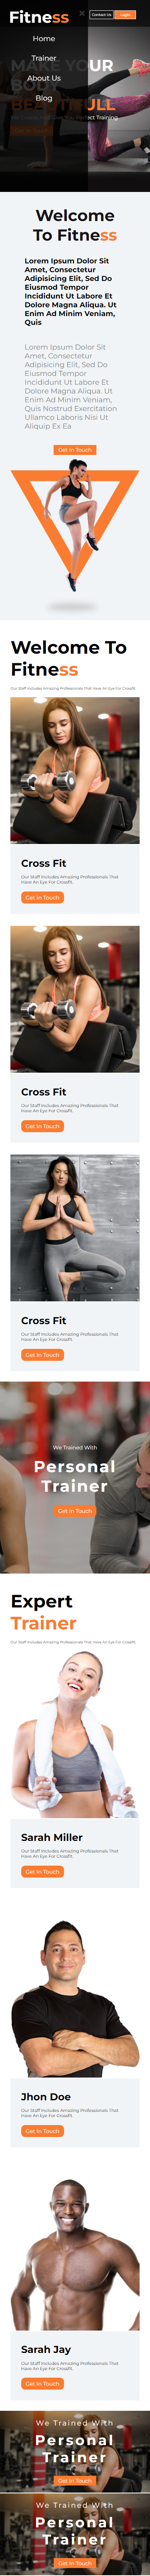 Fitness
Contact Us
Login
Home
Trainer
About Us
Blog
MAKE YOUR
BODY
BEAUTIFULL
Perfect Training
Welcome
To Fitness
Lorem Ipsum Dolor Sit
Amet, Consectetur
Adipisicing Elit, Sed Do
Eiusmod Tempor
Incididunt Ut Labore Et
Dolore Magna Aliqua. Ut
Enim Ad Minim Veniam,
Quis
Lorem Ipsum Dolor Sit
Amet, Consectetur
Adipisicing Elit, Sed Do
Eiusmod Tempor
Incididunt Ut Labore Et
Dolore Magna Aliqua. Ut
Enim Ad Minim Veniam,
Quis Nostrud Exercitation
Ullamco Laboris Nisi Ut
Aliquip Ex Ea
Get In Touch
Welcome To
Fitness
Our Staff Includes Amazing Professionals That Have An Eye For Crossfit.
Cross Fit
Our Staff Includes Amazing Professionals That
Have An Eye For Crossfit.
Get In Touch
Cross Fit
Our Staff Includes Amazing Professionals That
Have An Eye For Crossfit.
Get In Touch
Cross Fit
Our Staff Includes Amazing Professionals That
Have An Eye For Crossfit.
Get In Touch
We Trained With
Personal
Trainer
Get In Touch
Expert
Trainer
Our Staff Includes Amazing Professionals That Have An Eye For Crossfit.
Sarah Miller
Our Staff Includes Amazing Professionals That
Have An Eye For Crossfit.
Get In Touch
Jhon Doe
Our Staff Includes Amazing Professionals That
Have An Eye For Crossfit.
Get In Touch
Sarah Jay
Our Staff Includes Amazing Professionals That
Have An Eye For Crossfit.
Get In Touch
We Trained With
Personal
Trainer
Get In Touch
We Trained With
Personal
Trainer
Get In Touch